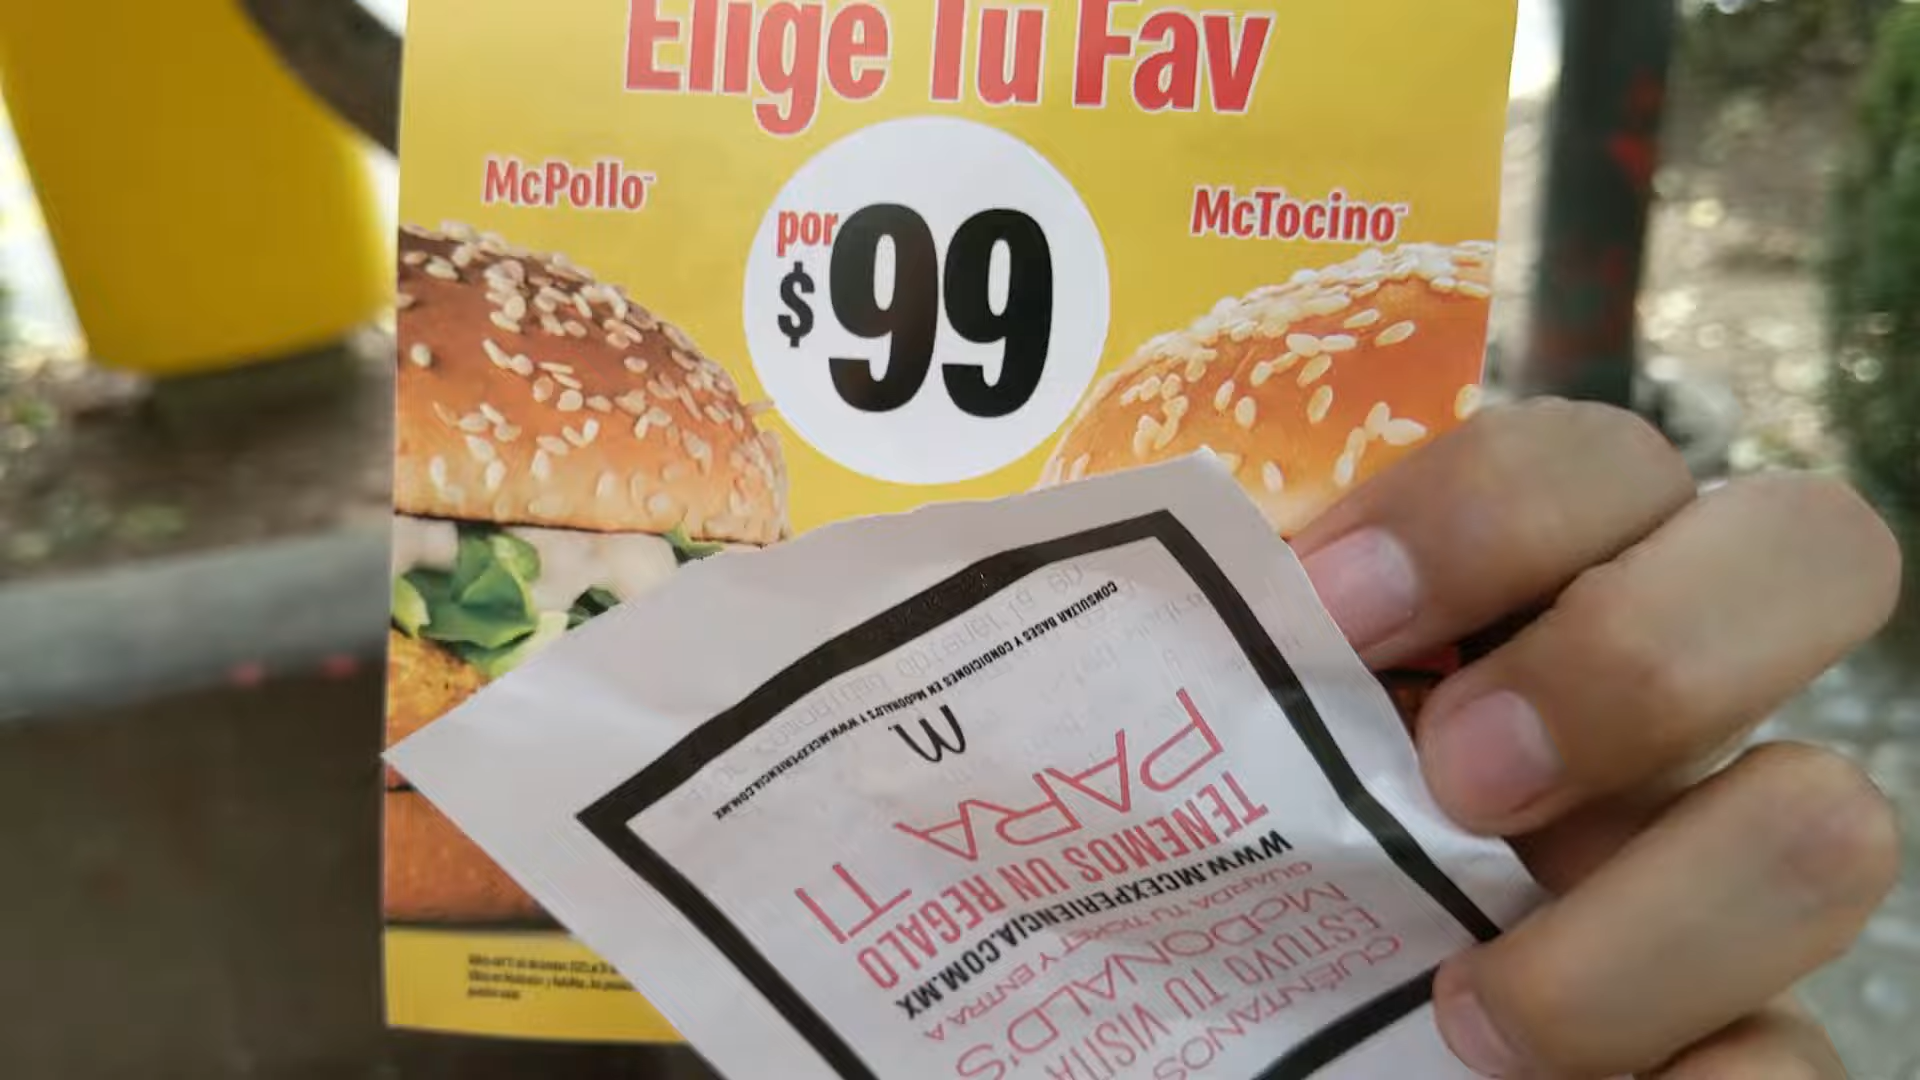 Elige Tu Fav
McPollo
McTocino
por
$99
CUÉNTANOS
ESTUVO TU VISITA
McDONALD'S
GUARDA TU TICKET Y ENTRA A
WWW.MCEXPERIENCIA.COM.MX
TENEMOS UN REGALO
PARA TI
CONSULTAR BASES Y CONDICIONES EN McDONALD'S Y WWW.MCEXPERIENCIA.COM.MX